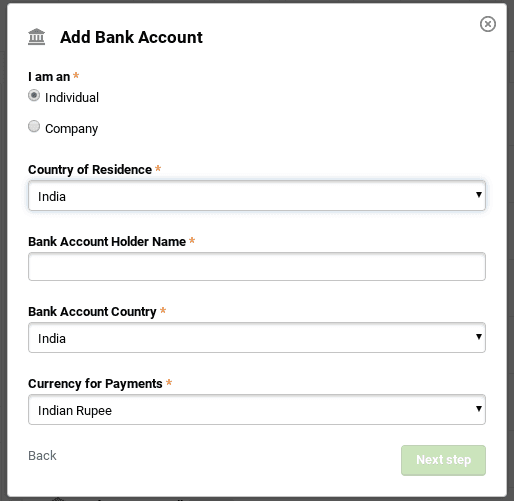 Add Bank Account
I am an *
Individual
Company
Country of Residence *
India
Bank Account Holder Name *
Bank Account Country *
India
Currency for Payments *
Indian Rupee
Back
Next step